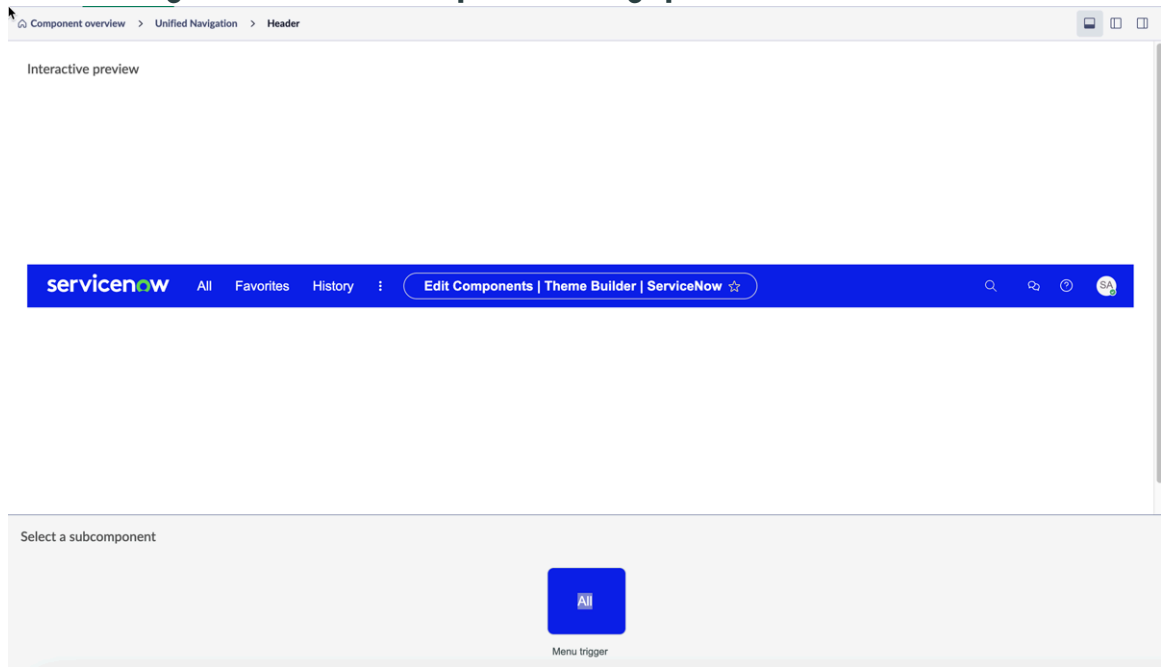 Component overview > Unified Navigation > Header
Interactive preview
servicenow All Favorites History Edit Components | Theme Builder | ServiceNow SA
Select a subcomponent
All
Menu trigger